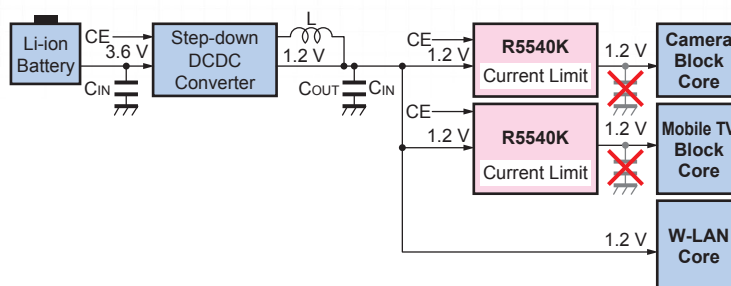 Li-ion
Battery
CE
3.6 V
CIN
Step-down
DCDC
Converter
L
1.2 V
COUT
CIN
CE
1.2 V
R5540K
Current Limit
1.2 V
Camera
Block
Core
CE
1.2 V
R5540K
Current Limit
1.2 V
Mobile TV
Block
Core
1.2 V
W-LAN
Core